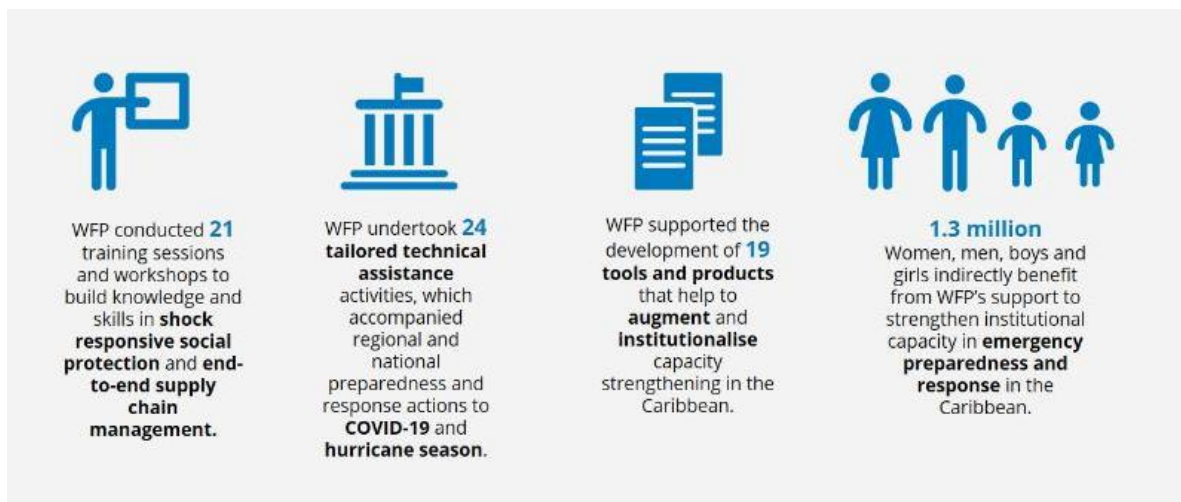 WFP conducted 21
training sessions
and workshops to
build knowledge and
skills in shock
responsive social
protection and end-
to-end supply
chain
management.
WFP undertook 24
tailored technical
assistance
activities, which
accompanied
regional and
national
preparedness and
response actions to
COVID-19 and
hurricane season.
WFP supported the
development of 19
tools and products
that help to
augment and
institutionalise
capacity
strengthening in the
Caribbean.
1.3 million
Women, men, boys and
girls indirectly benefit
from WFP's support to
strengthen institutional
capacity in emergency
preparedness and
response in the
Caribbean.